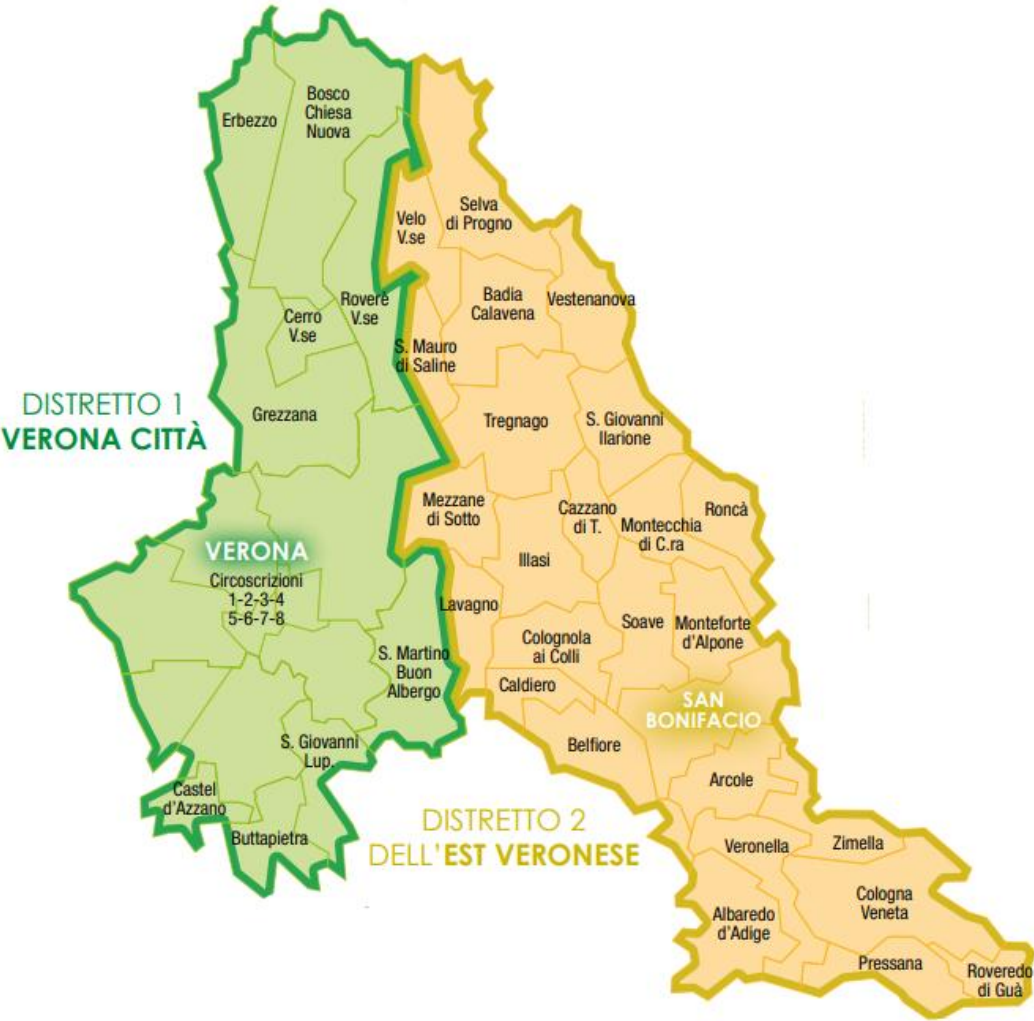 Erbezzo
Bosco
Chiesa
Nuova
Velo
V.se
Selva
di Progno
Cerro
V.se
Roverè
V.se
Badia
Calavena
Vestenanova
S. Mauro
di Saline
DISTRETTO 1
VERONA CITTÀ
Grezzana
Tregnago
S. Giovanni
Ilarione
Mezzane
di Sotto
Cazzano
di T.
Montecchia
di C.ra
Roncà
VERONA
Circoscrizioni
1-2-3-4
5-6-7-8
Illasi
Lavagno
Colognola
ai Colli
Soave
Monteforte
d'Alpone
S. Martino
Buon
Albergo
Caldiero
SAN
BONIFACIO
S. Giovanni
Lup.
Belfiore
Arcole
Castel
d'Azzano
Buttapietra
DISTRETTO 2
DELL'EST VERONESE
Veronella
Zimella
Cologna
Veneta
Albaredo
d'Adige
Pressana
Roveredo
di Guà